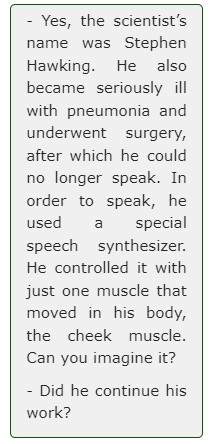 - Yes, the scientist’s
name was Stephen
Hawking. He also
became seriously ill
with pneumonia and
underwent surgery,
after which he could
no longer speak. In
order to speak, he
used a special
speech synthesizer.
He controlled it with
just one muscle that
moved in his body,
the cheek muscle.
Can you imagine it?
- Did he continue his
work?